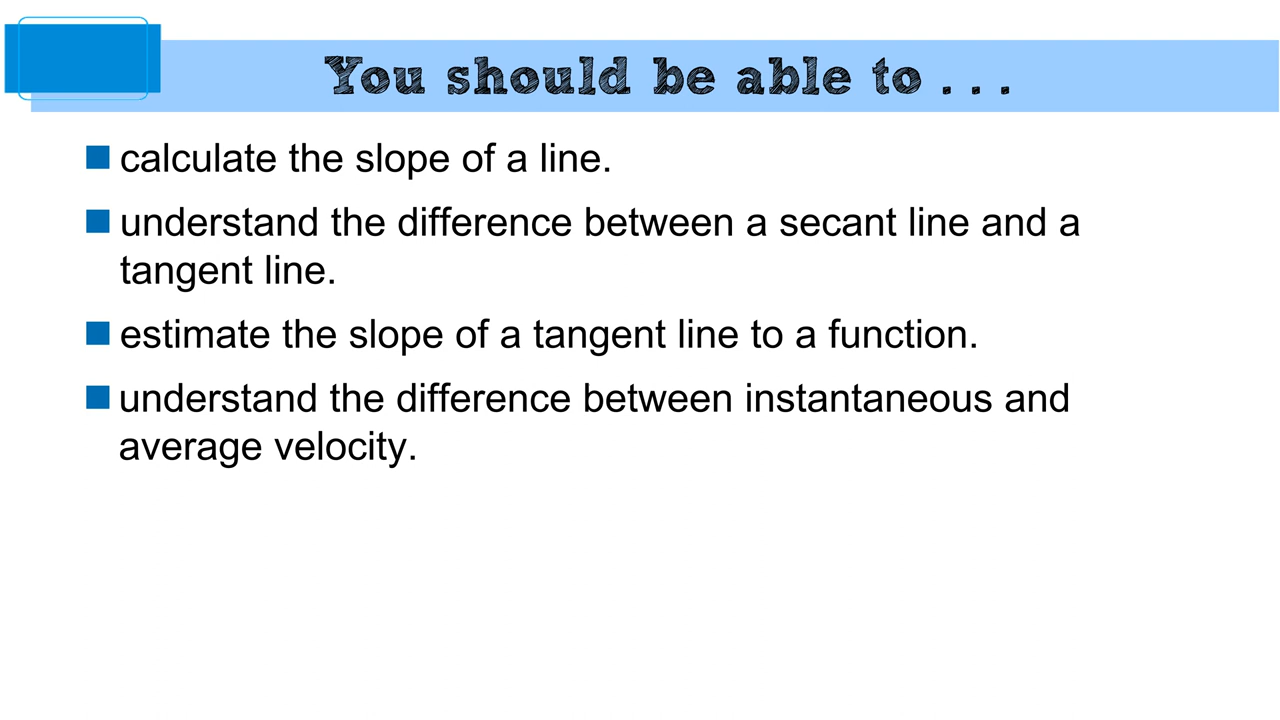 You should be able to . . .
calculate the slope of a line.
understand the difference between a secant line and a
tangent line.
estimate the slope of a tangent line to a function.
understand the difference between instantaneous and
average velocity.